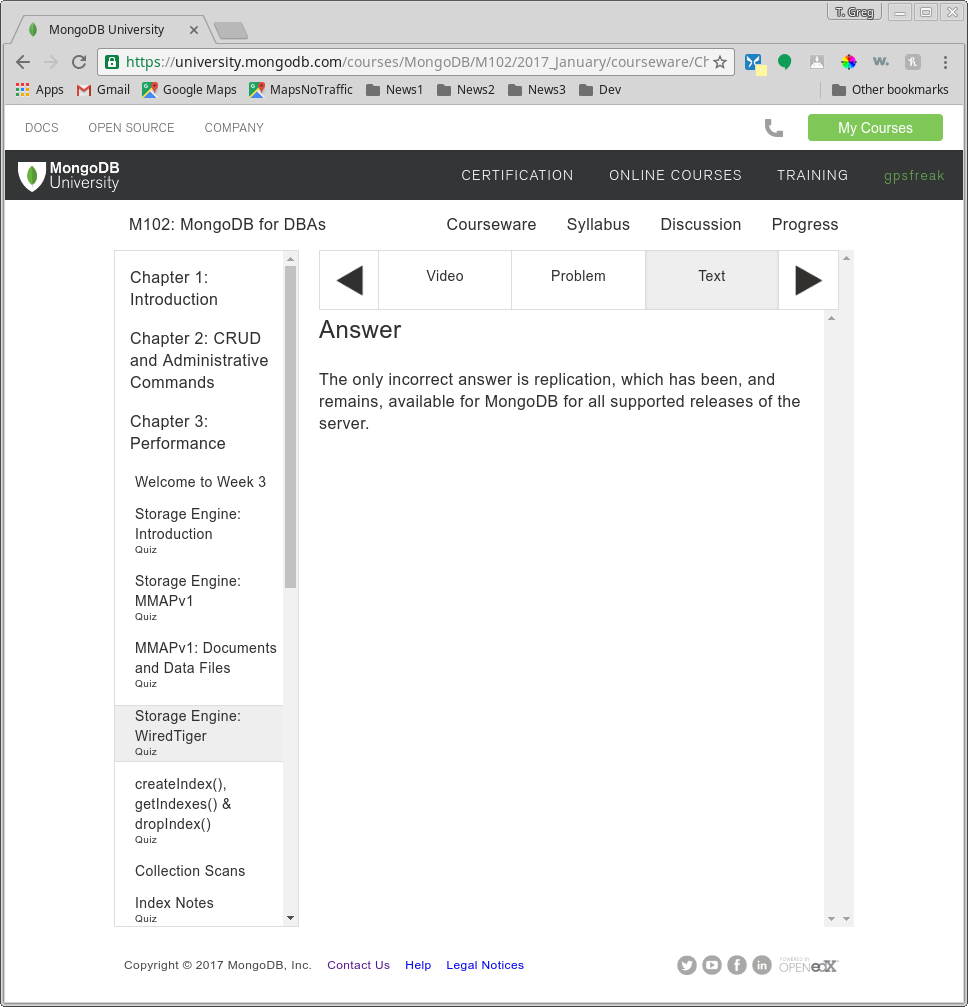 T. Greg
MongoDB University
https://university.mongodb.com/courses/MongoDB/M102/2017_January/courseware/Ch
w.
Apps Gmail Google Maps MapsNoTraffic News1 News2 News3 Dev Other bookmarks
DOCS OPEN SOURCE COMPANY My Courses
MongoDB
University
CERTIFICATION ONLINE COURSES TRAINING gpsfreak
M102: MongoDB for DBAs Courseware Syllabus Discussion Progress
Chapter 1:
Introduction
Chapter 2: CRUD
and Administrative
Commands
Chapter 3:
Performance
Welcome to Week 3
Storage Engine:
Introduction
Quiz
Storage Engine:
MMAPv1
Quiz
MMAPv1: Documents
and Data Files
Quiz
Storage Engine:
WiredTiger
Quiz
createIndex(),
getIndexes() &
dropIndex()
Quiz
Collection Scans
Index Notes
Quiz
Video Problem Text
Answer
The only incorrect answer is replication, which has been, and
remains, available for MongoDB for all supported releases of the
server.
Copyright © 2017 MongoDB, Inc. Contact Us Help Legal Notices
POWERED BY
OPEN edX